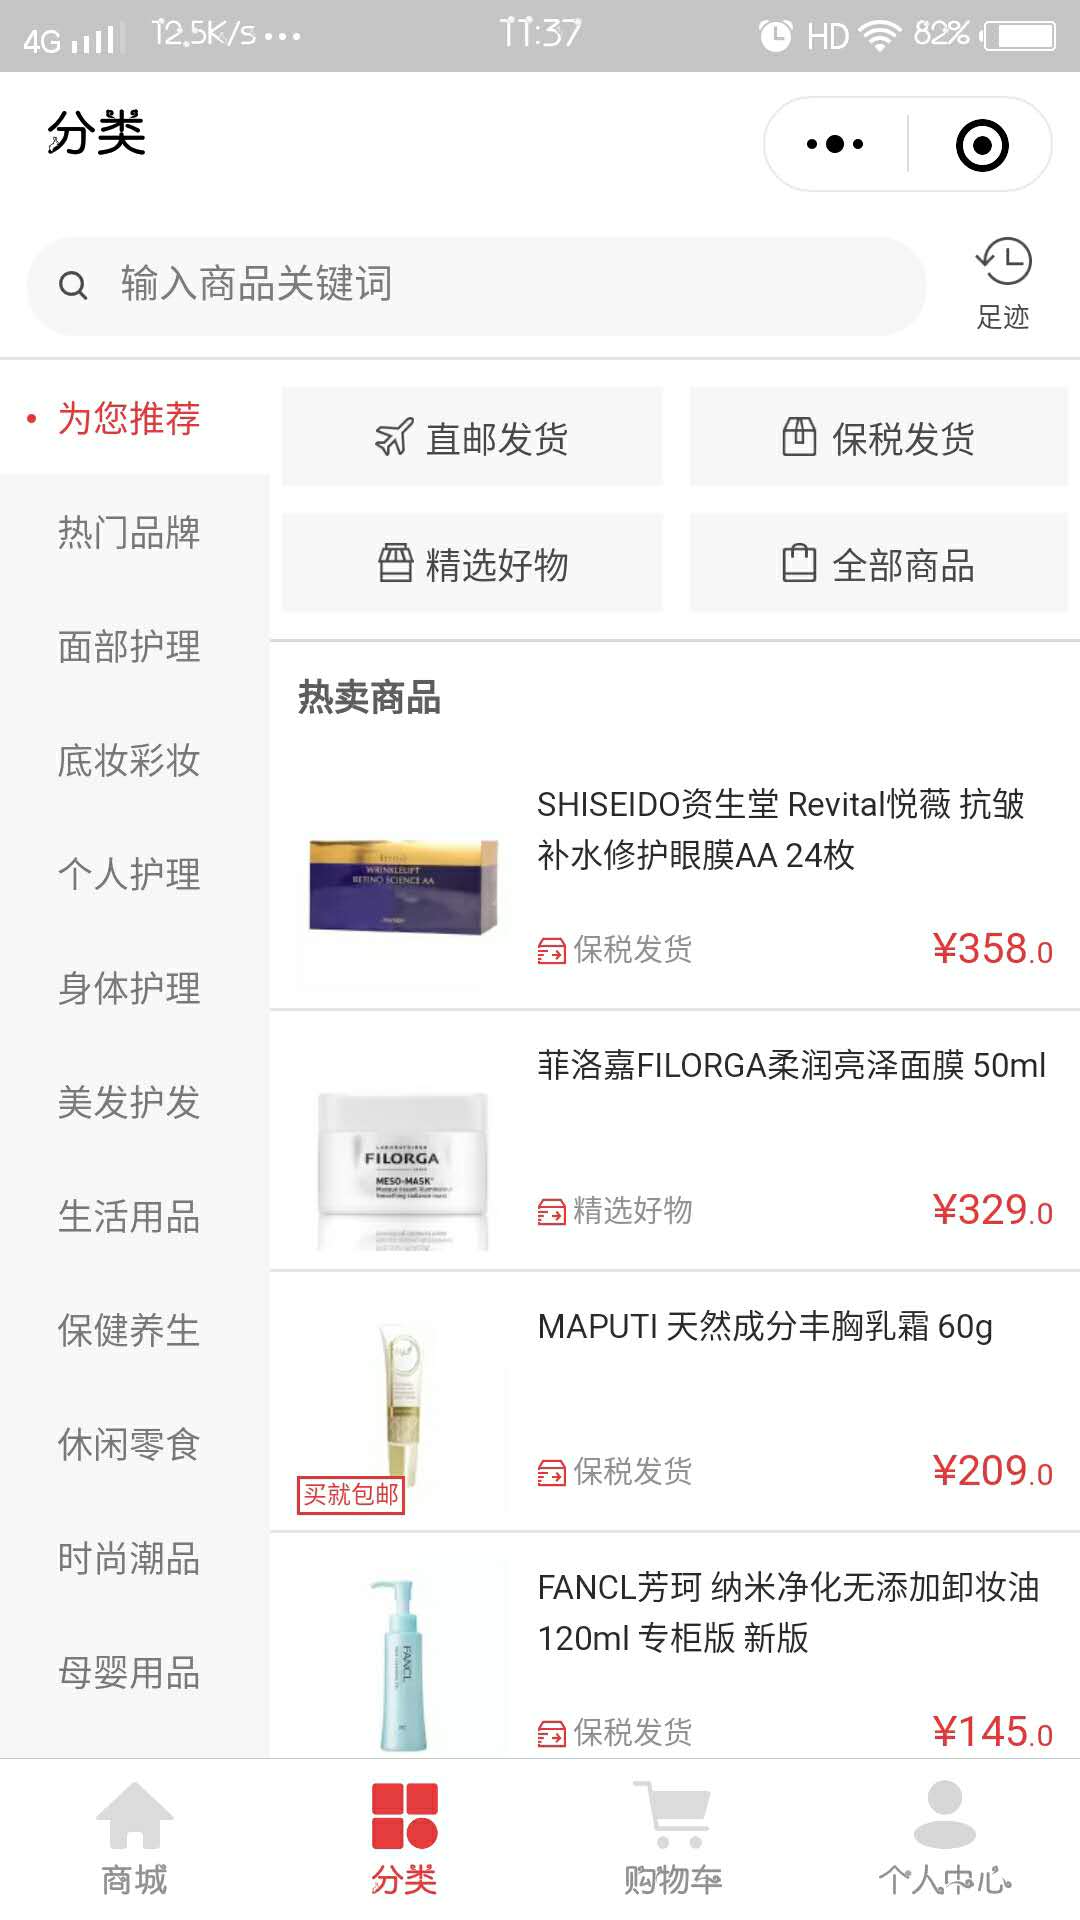 4G 12.5K/s ... 11:37 HD 82%
分类
输入商品关键词
足迹
为您推荐
热门品牌
面部护理
底妆彩妆
个人护理
身体护理
美发护发
生活用品
保健养生
休闲零食
时尚潮品
母婴用品
直邮发货
保税发货
精选好物
全部商品
热卖商品
WRINKLELIFT
RETINO SCIENCE AA
SHISEIDO资生堂 Revital悦薇 抗皱
补水修护眼膜AA 24枚
保税发货
¥358.0
FILORGA
MESO-MASK
菲洛嘉FILORGA柔润亮泽面膜 50ml
精选好物
¥329.0
买就包邮
MAPUTI 天然成分丰胸乳霜 60g
保税发货
¥209.0
FANCL
FANCL芳珂 纳米净化无添加卸妆油
120ml 专柜版 新版
保税发货
¥145.0
商城
分类
购物车
个人中心